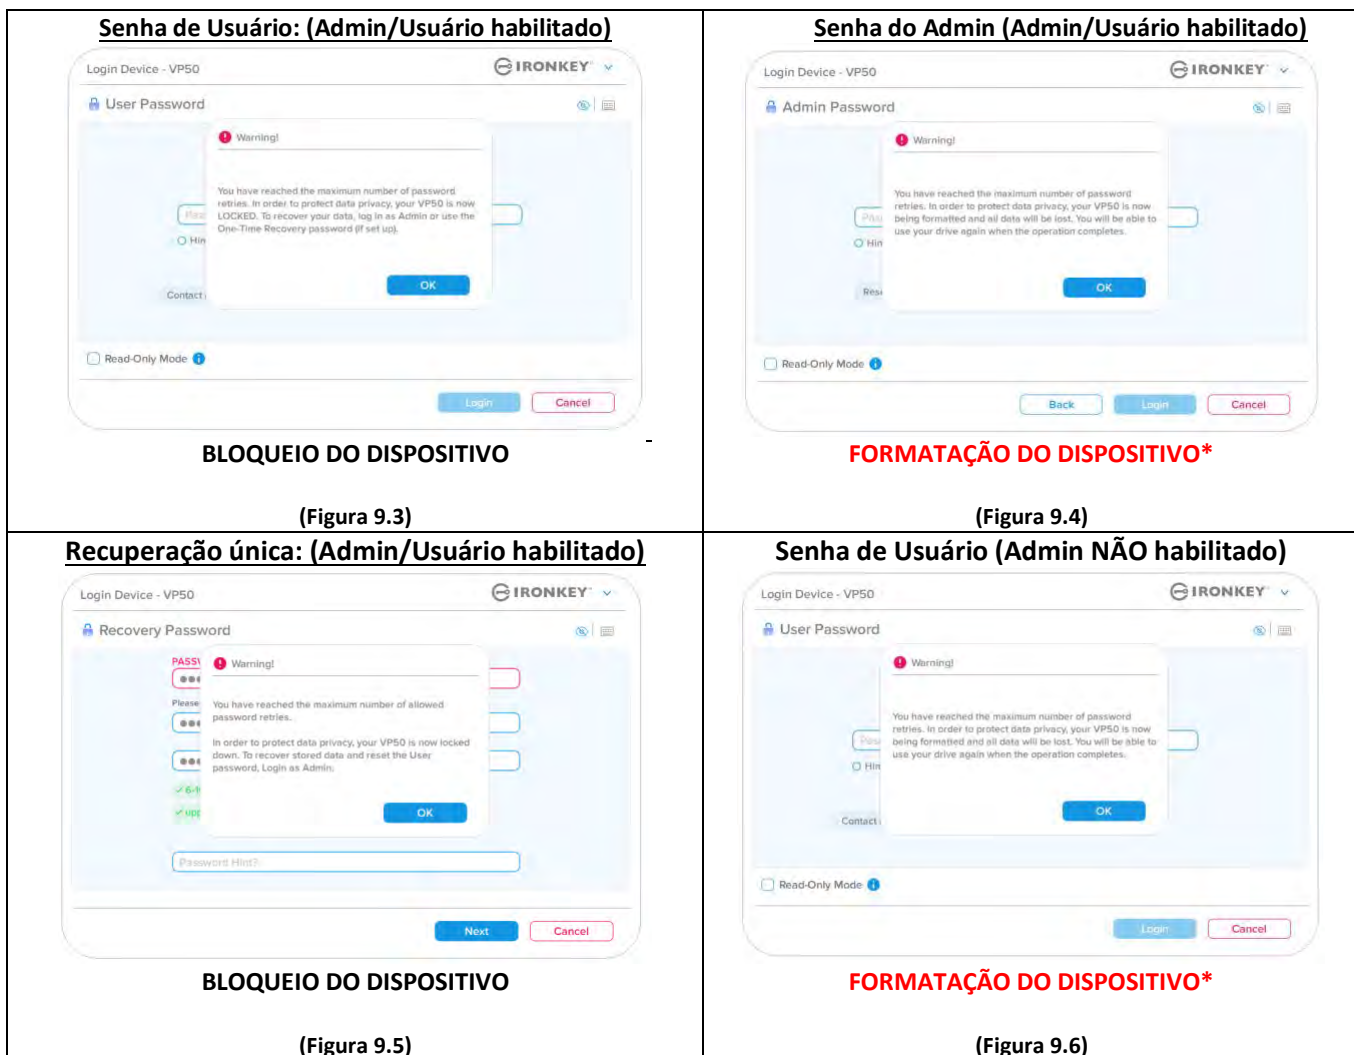 Senha de Usuário: (Admin/Usuário habilitado)
Login Device - VP50
IRONKEY
User Password
Warning!
You have reached the maximum number of password
retries. In order to protect data privacy, your VP50 is now
LOCKED. To recover your data, log in as Admin or use the
One-Time Recovery password (if set up).
Hin
OK
Contact
Read-Only Mode
Login
Cancel
BLOQUEIO DO DISPOSITIVO
(Figura 9.3)
Senha do Admin (Admin/Usuário habilitado)
Login Device - VP50
IRONKEY
Admin Password
Warning!
You have reached the maximum number of password
retries. In order to protect data privacy, your VP50 is now
being formatted and all data will be lost. You will be able to
use your drive again when the operation completes.
Hin
OK
Rese
Read-Only Mode
Back
Login
Cancel
FORMATAÇÃO DO DISPOSITIVO*
(Figura 9.4)
Recuperação única: (Admin/Usuário habilitado)
Login Device - VP50
IRONKEY
Recovery Password
PASSW
Warning!
Please
You have reached the maximum number of allowed
password retries.
In order to protect data privacy, your VP50 is now locked
down. To recover stored data and reset the User
password, Login as Admin.
OK
Password Hint?
Next
Cancel
BLOQUEIO DO DISPOSITIVO
(Figura 9.5)
Senha de Usuário (Admin NÃO habilitado)
Login Device - VP50
IRONKEY
User Password
Warning!
You have reached the maximum number of password
retries. In order to protect data privacy, your VP50 is now
being formatted and all data will be lost. You will be able to
use your drive again when the operation completes.
Hin
OK
Contact
Read-Only Mode
Login
Cancel
FORMATAÇÃO DO DISPOSITIVO*
(Figura 9.6)